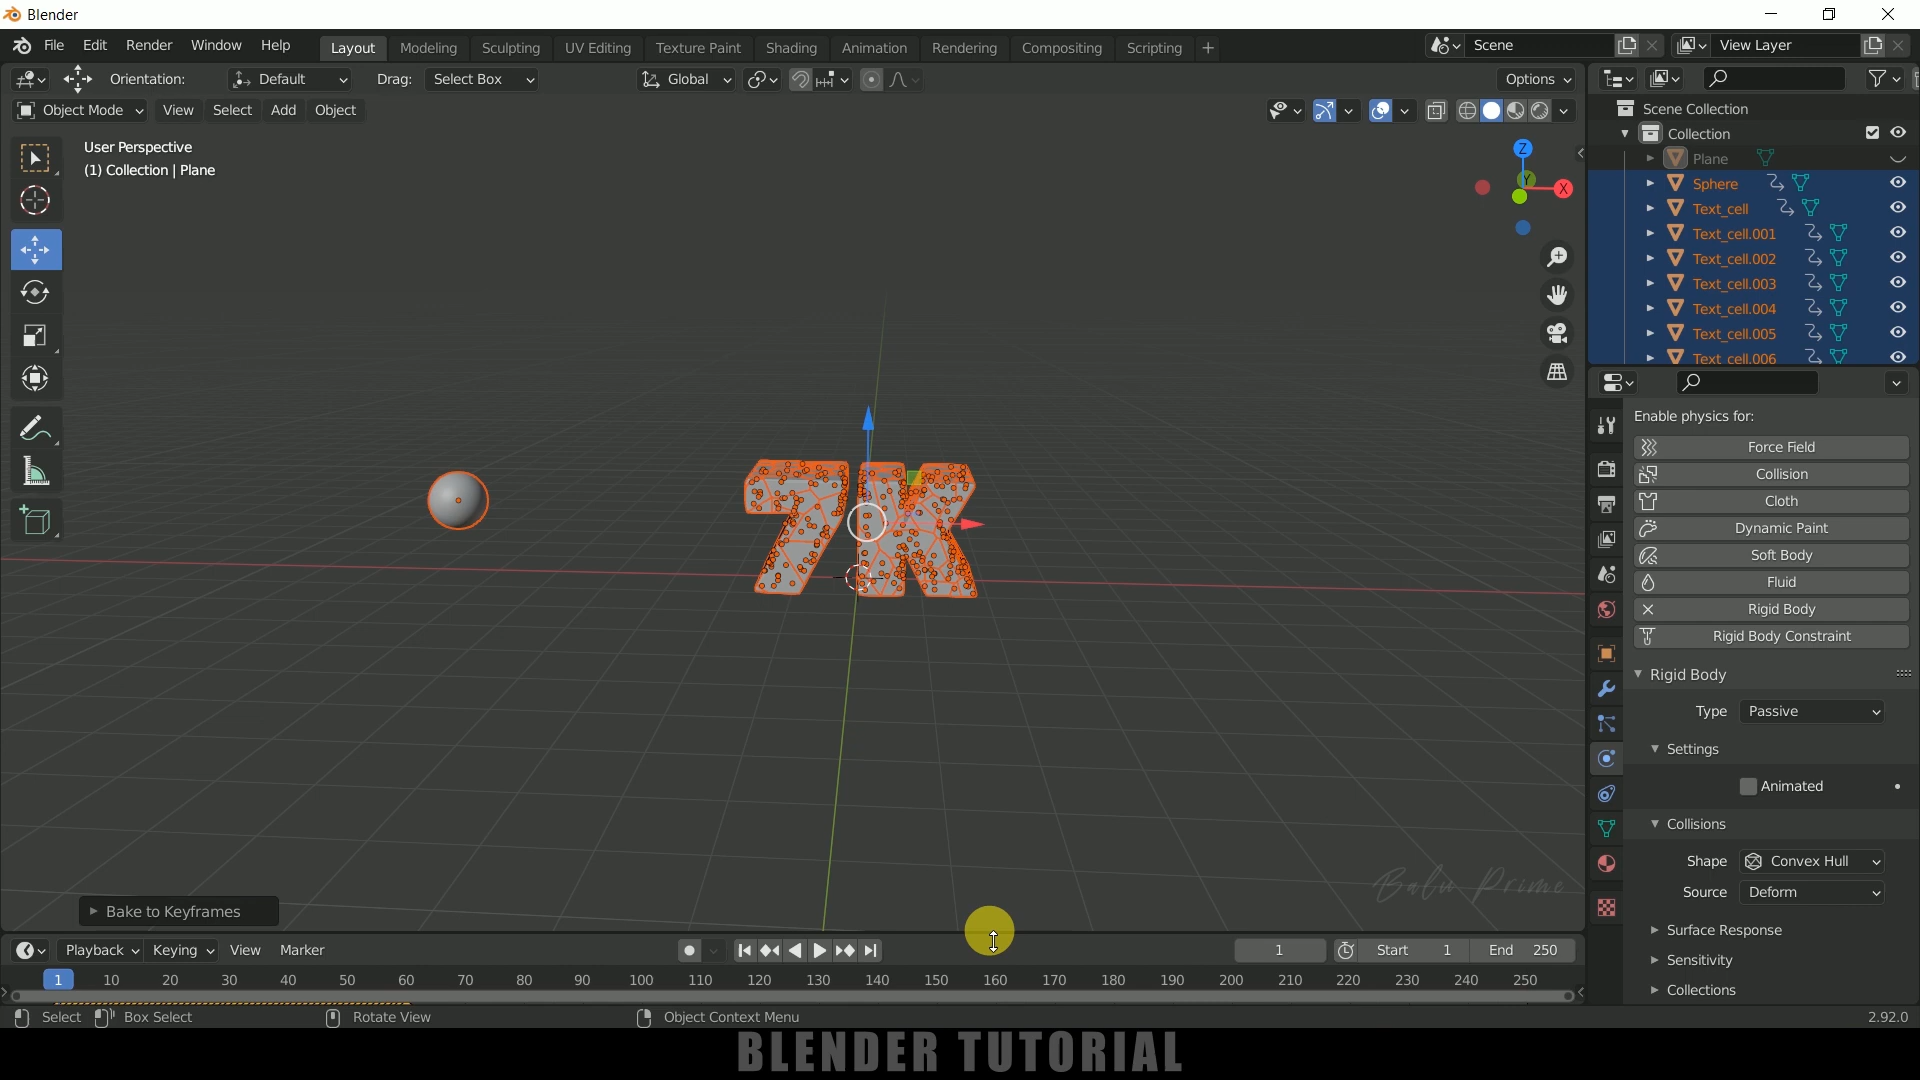 Blender
File Edit Render Window Help Layout Modeling Sculpting UV Editing Texture Paint Shading Animation Rendering Compositing Scripting + Scene View Layer
Orientation: Default Drag: Select Box Global Options
Object Mode View Select Add Object
User Perspective
(1) Collection | Plane
Z
Y
X
7K
Scene Collection
Collection
Plane
Sphere
Text_cell
Text_cell.001
Text_cell.002
Text_cell.003
Text_cell.004
Text_cell.005
Text_cell.006
Enable physics for:
Force Field
Collision
Cloth
Dynamic Paint
Soft Body
Fluid
Rigid Body
Rigid Body Constraint
Rigid Body
Type Passive
Settings
Animated
Collisions
Shape Convex Hull
Source Deform
Surface Response
Sensitivity
Collections
Balu Prime
Bake to Keyframes
Playback Keying View Marker 1 Start 1 End 250
1 10 20 30 40 50 60 70 80 90 100 110 120 130 140 150 160 170 180 190 200 210 220 230 240 250
Select Box Select Rotate View Object Context Menu 2.92.0
BLENDER TUTORIAL